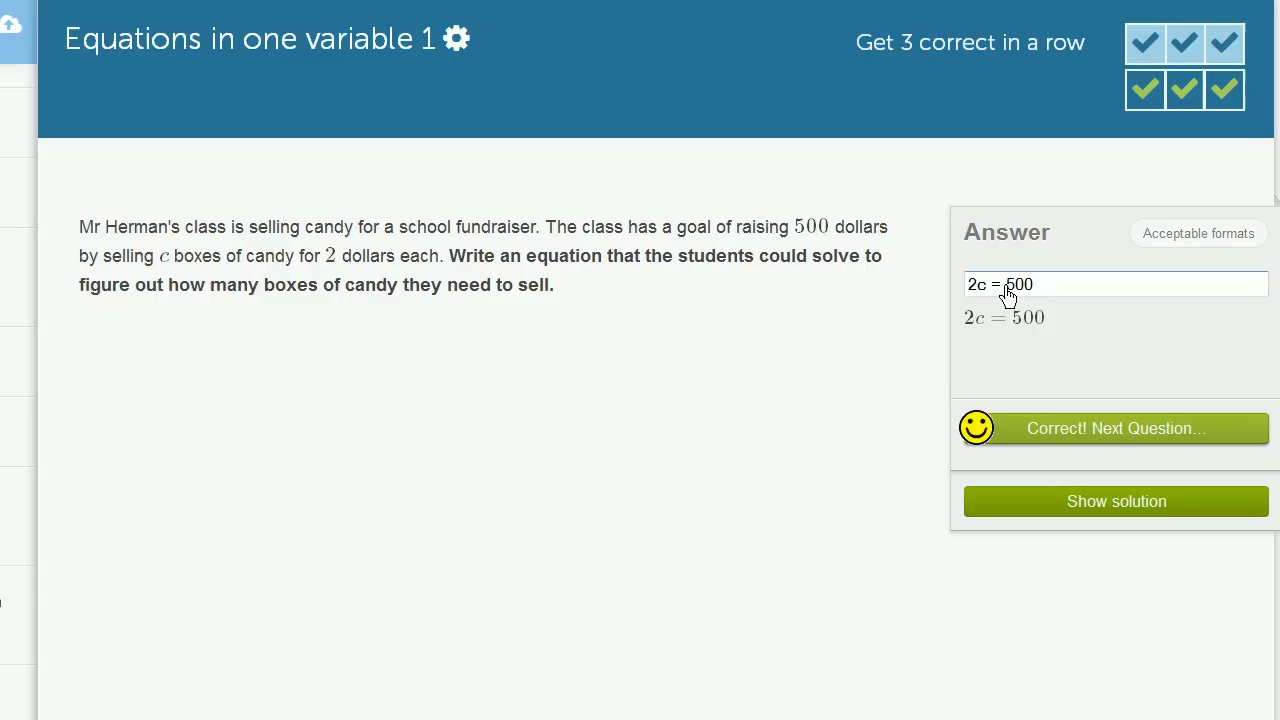 Equations in one variable 1
Get 3 correct in a row
Mr Herman's class is selling candy for a school fundraiser. The class has a goal of raising 500 dollars
by selling c boxes of candy for 2 dollars each. Write an equation that the students could solve to
figure out how many boxes of candy they need to sell.
Answer
Acceptable formats
2c = 500
2c = 500
Correct! Next Question...
Show solution